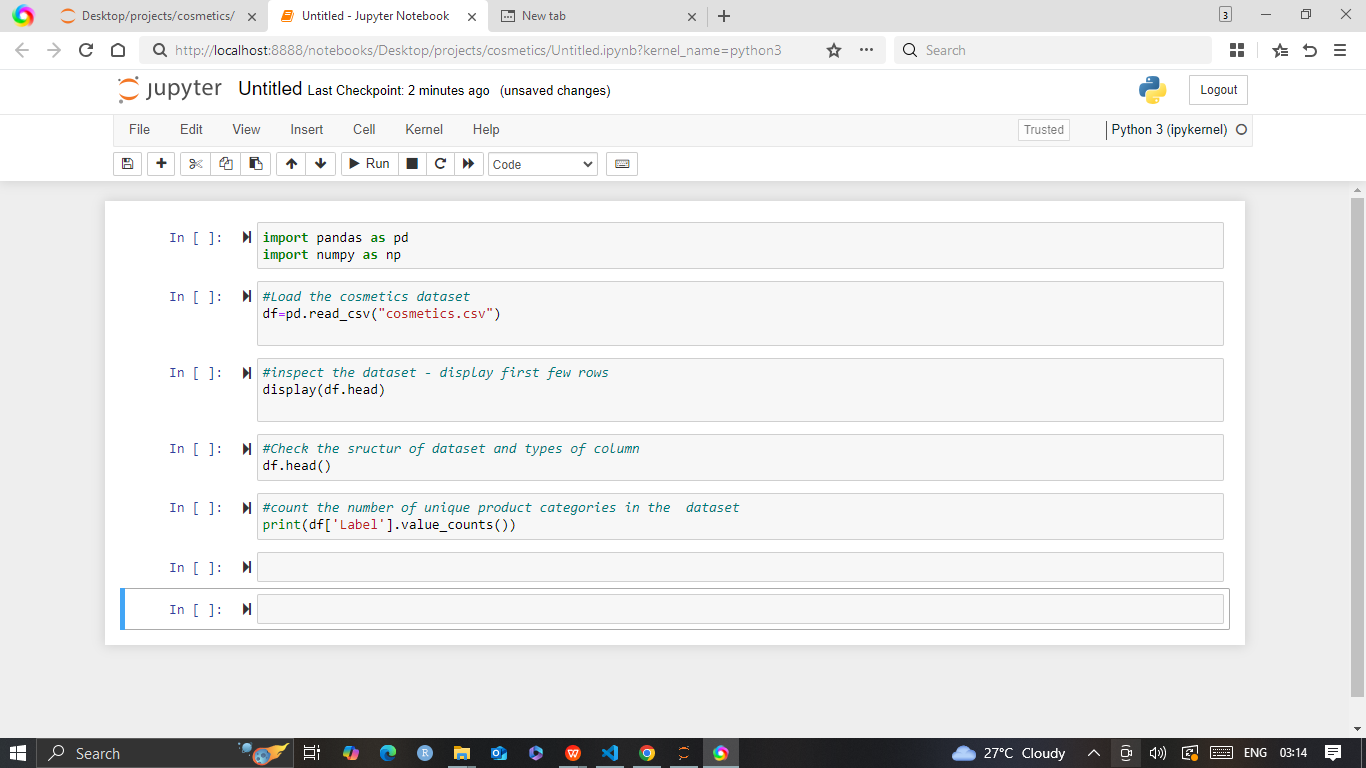 Desktop/projects/cosmetics/
Untitled - Jupyter Notebook
New tab
3
http://localhost:8888/notebooks/Desktop/projects/cosmetics/Untitled.ipynb?kernel_name=python3
Search
jupyter Untitled Last Checkpoint: 2 minutes ago (unsaved changes)
Logout
File Edit View Insert Cell Kernel Help
Trusted
Python 3 (ipykernel)
Run
Code
In [ ]:
import pandas as pd
import numpy as np
In [ ]:
#Load the cosmetics dataset
df=pd.read_csv("cosmetics.csv")
In [ ]:
#inspect the dataset - display first few rows
display(df.head)
In [ ]:
#Check the sructur of dataset and types of column
df.head()
In [ ]:
#count the number of unique product categories in the  dataset
print(df['Label'].value_counts())
In [ ]:
In [ ]:
Search
27°C Cloudy
ENG
03:14